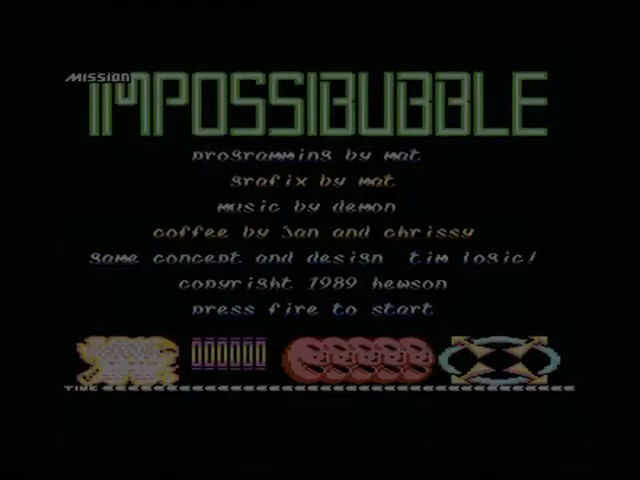 Mission
IMPOSSIBUBBLE
programming by mat
grafix by mat
music by demon
coffee by Jan and chrissy
game concept and design tim logic!
copyright 1989 hewson
press fire to start
000000
TIME